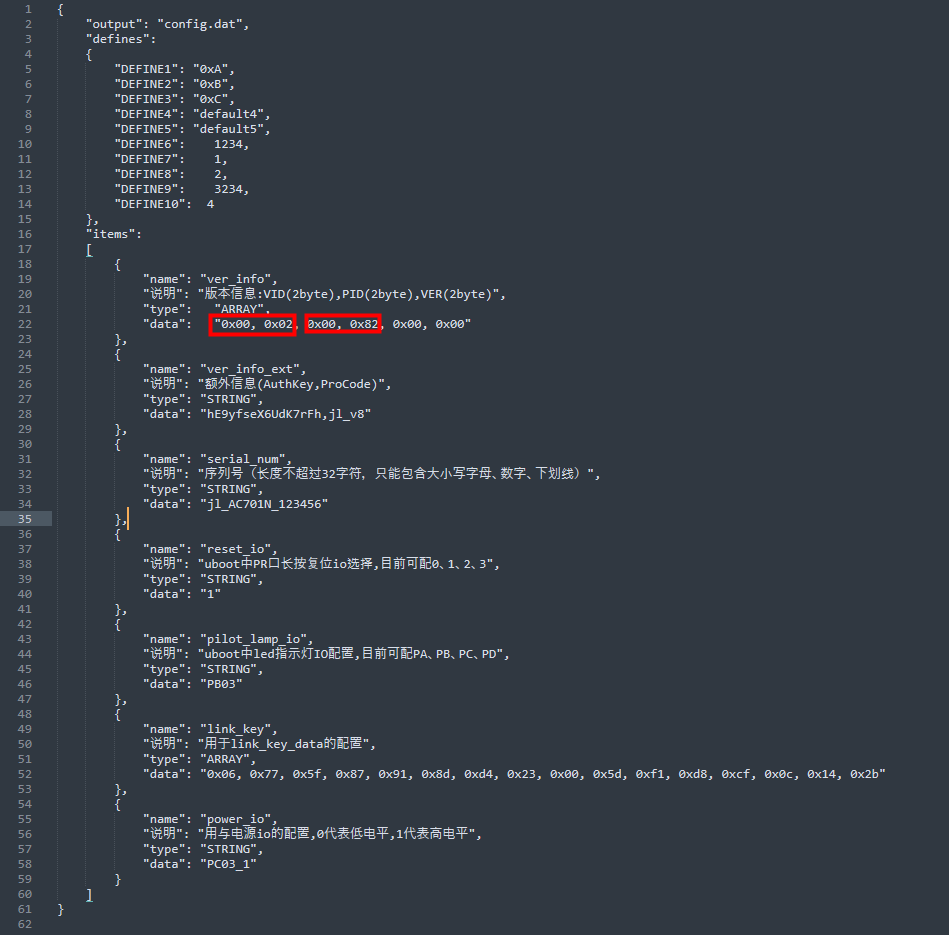 1 {
2 "output": "config.dat",
3 "defines":
4 {
5 "DEFINE1": "0xA",
6 "DEFINE2": "0xB",
7 "DEFINE3": "0xC",
8 "DEFINE4": "default4",
9 "DEFINE5": "default5",
10 "DEFINE6": 1234,
11 "DEFINE7": 1,
12 "DEFINE8": 2,
13 "DEFINE9": 3234,
14 "DEFINE10": 4
15 },
16 "items":
17 [
18 {
19 "name": "ver_info",
20 "说明": "版本信息:VID(2byte),PID(2byte),VER(2byte)",
21 "type": "ARRAY",
22 "data": "0x00, 0x02, 0x00, 0x82, 0x00, 0x00"
23 },
24 {
25 "name": "ver_info_ext",
26 "说明": "额外信息(AuthKey,ProCode)",
27 "type": "STRING",
28 "data": "hE9yfseX6UdK7rFh,jl_v8"
29 },
30 {
31 "name": "serial_num",
32 "说明": "序列号（长度不超过32字符, 只能包含大小写字母、数字、下划线）",
33 "type": "STRING",
34 "data": "jl_AC701N_123456"
35 },
36 {
37 "name": "reset_io",
38 "说明": "uboot中PR口长按复位io选择,目前可配0、1、2、3",
39 "type": "STRING",
40 "data": "1"
41 },
42 {
43 "name": "pilot_lamp_io",
44 "说明": "uboot中led指示灯IO配置,目前可配PA、PB、PC、PD",
45 "type": "STRING",
46 "data": "PB03"
47 },
48 {
49 "name": "link_key",
50 "说明": "用于link_key_data的配置",
51 "type": "ARRAY",
52 "data": "0x06, 0x77, 0x5f, 0x87, 0x91, 0x8d, 0xd4, 0x23, 0x00, 0x5d, 0xf1, 0xd8, 0xcf, 0x0c, 0x14, 0x2b"
53 },
54 {
55 "name": "power_io",
56 "说明": "用与电源io的配置,0代表低电平,1代表高电平",
57 "type": "STRING",
58 "data": "PC03_1"
59 }
60 ]
61 }
62